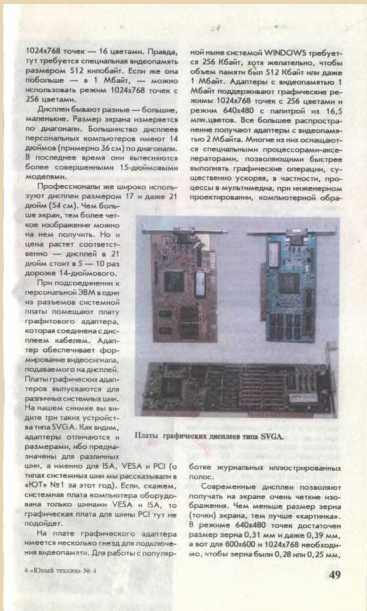 1024x768 точек — 16 цветами. Правда,
тут требуется специальная видеопамять
размером 512 килобайт. Если же она
побольше — в 1 Мбайт, — можно
использовать режим 1024x768 точек с
256 цветами.
Дисплеи бывают разные — большие,
маленькие. Размер экрана измеряется
по диагонали. Большинство дисплеев
персональных компьютеров имеют 14
дюймов (примерно 36 см) по диагонали.
В последнее время они вытесняются
более совершенными 15-дюймовыми
моделями.
Профессионалы же широко исполь-
зуют дисплеи размером 17 и даже 21
дюйм (54 см). Чем боль-
ше экран, тем более чет-
кое изображение можно
на нем получить. Но и
цена растет соответст-
венно — дисплей в 21
дюйм стоит в 5 — 10 раз
дороже 14-дюймового.
При подсоединении к
персональной ЭВМ в один
из разъемов системной
платы помещают плату
графитового адаптера,
которая соединена с дис-
плеем кабелем. Адап-
тер обеспечивает фор-
мирование видеосигнала,
подаваемого на дисплей.
Платы графических адап-
теров выпускаются для
различных системных шин.
На нашем снимке вы ви-
дите три таких устройст-
ва типа SVGA. Как видим,
адаптеры отличаются и
размерами, ибо предна-
значены для различных
шин, а именно для ISA, VESA и PCI (о
типах системных шин мы рассказывали в
«ЮТ» №1 за этот год). Если, скажем,
системная плата компьютера оборудо-
вана только шинами VESA и ISA, то
графическая плата для шины PCI тут не
подойдет.
На плате графического адаптера
имеется несколько гнезд для подключе-
ния видеопамяти. Для работы с популяр-
4 «Юный техник» № 4
ной ныне системой WINDOWS требует-
ся 256 Кбайт, хотя желательно, чтобы
объем памяти был 512 Кбайт или даже
1 Мбайт. Адаптеры с видеопамятью 1
Мбайт поддерживают графические ре-
жимы 1024x768 точек с 256 цветами и
режим 640x480 с палитрой из 16,5
млн.цветов. Все большее распростра-
нение получают адаптеры с видеопамя-
тью 2 Мбайта. Многие из них оснащают-
ся специальными процессорами-аксе-
лераторами, позволяющими быстрее
выполнять графические операции, су-
щественно ускоряя, в частности, про-
цессы в мультимедиа, при инженерном
проектировании, компьютерной обра-
Платы графических дисплеев типа SVGA.
ботке журнальных иллюстрированных
полос.
Современные дисплеи позволяют
получать на экране очень четкие изо-
бражения. Чем меньше размер зерна
(точки) экрана, тем лучше «картинка».
В режиме 640x480 точек достаточен
размер зерна 0,31 мм и даже 0,39 мм,
а вот для 800x600 и 1024x768 необходи-
мо, чтобы зерна были 0,28 или 0,25 мм,
49